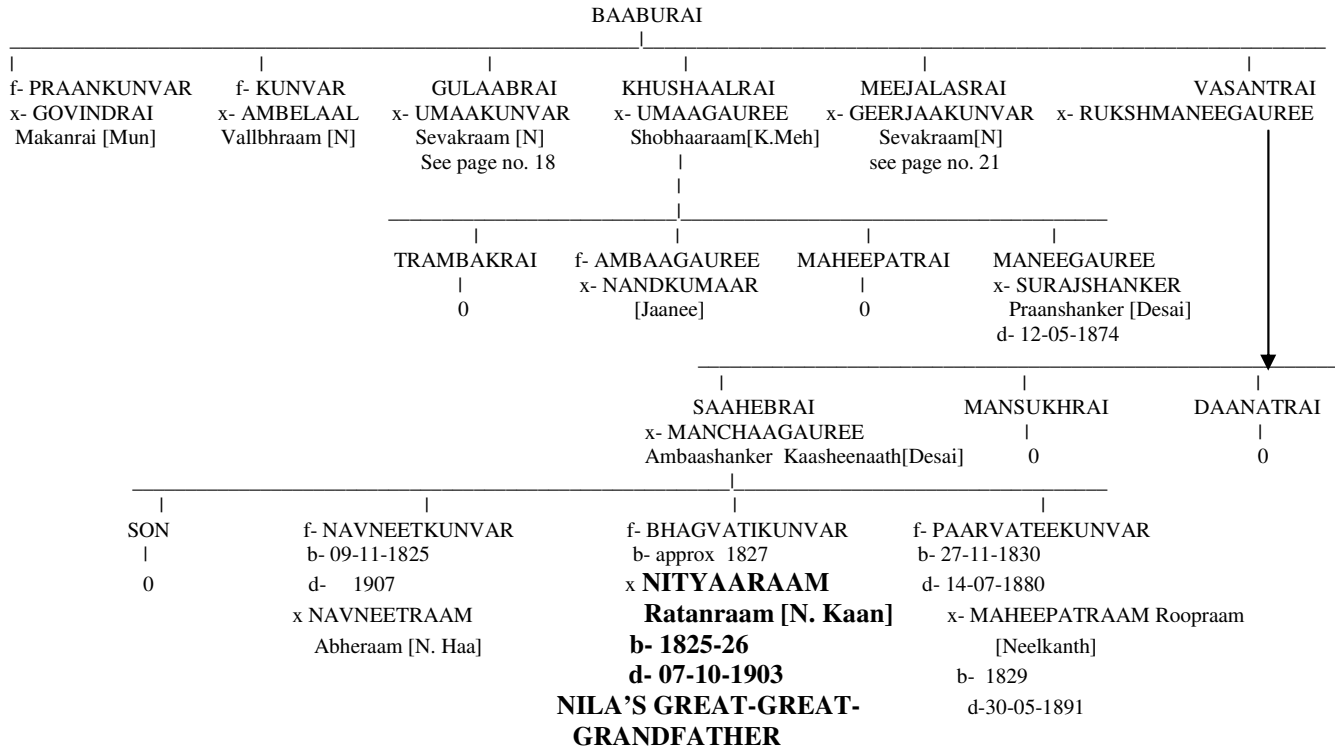 BAABURAI
f- PRAANKUNVAR f- KUNVAR GULAABRAI KHUSHAALRAI MEEJALASRAI VASANTRAI
x- GOVINDRAI x- AMBELAAL x- UMAAKUNVAR x- UMAAGAUREE x- GEERJAAKUNVAR x- RUKSHMANEEGAUREE
Makanrai [Mun] Vallbhraam [N] Sevakraam [N] Shobhaaraam[K.Meh] Sevakraam[N]
See page no. 18 see page no. 21
TRAMBAKRAI f- AMBAAGAUREE MAHEEPATRAI MANEEGAUREE
x- NANDKUMAAR x- SURAJSHANKER
0 [Jaanee] 0 Praanshanker [Desai]
d- 12-05-1874
SAAHEBRAI MANSUKHRAI DAANATRAI
x- MANCHAAGAUREE
Ambaashanker Kaasheenaath[Desai] 0 0
SON f- NAVNEETKUNVAR f- BHAGVATIKUNVAR f- PAARVATEEKUNVAR
b- 09-11-1825 b- approx 1827 b- 27-11-1830
0 d- 1907 x NITYAARAAM d- 14-07-1880
x NAVNEETRAAM Ratanraam [N. Kaan] x- MAHEEPATRAAM Roopraam
Abheraam [N. Haa] b- 1825-26 [Neelkanth]
d- 07-10-1903 b- 1829
NILA'S GREAT-GREAT- d-30-05-1891
GRANDFATHER